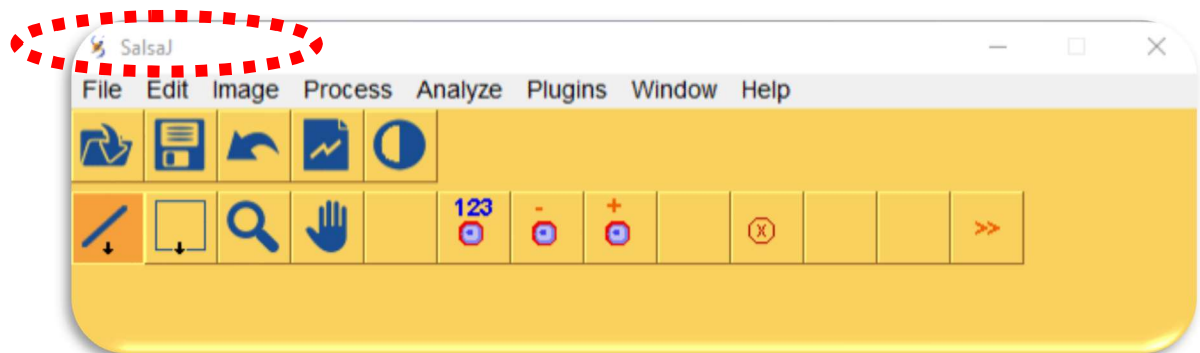 SalsaJ
File Edit Image Process Analyze Plugins Window Help
123
- +
X
>>